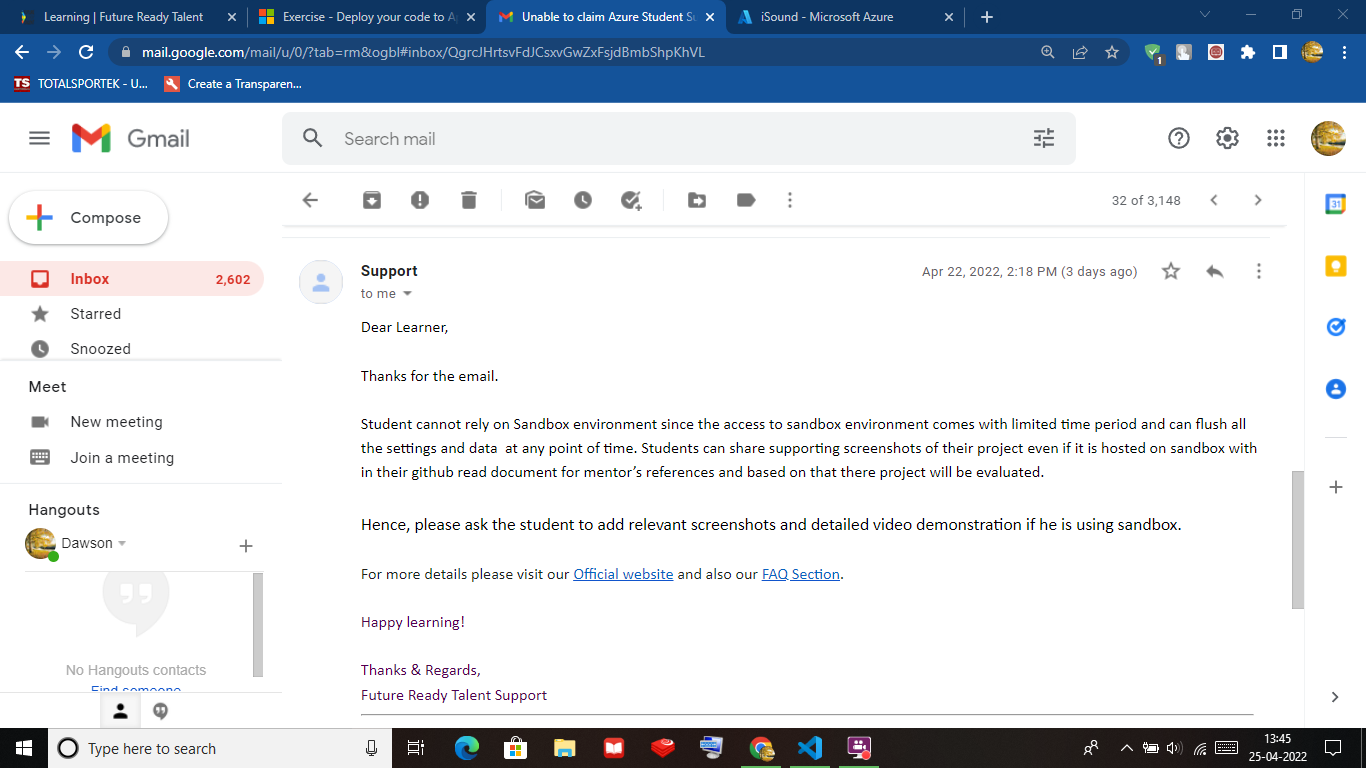 Learning | Future Ready Talent
Exercise - Deploy your code to A
Unable to claim Azure Student Su
iSound - Microsoft Azure
mail.google.com/mail/u/0/?tab=rm&ogbl#inbox/QgrcJHrtsvFdJCsxvGwZxFsjdBmbShpKhVL
1
TS TOTALSPORTEK - U...
Create a Transparen...
Gmail
Search mail
Compose
32 of 3,148
31
Inbox 2,602
Starred
Snoozed
Meet
New meeting
Join a meeting
Hangouts
Dawson
No Hangouts contacts
Find someone
Support
Apr 22, 2022, 2:18 PM (3 days ago)
to me
Dear Learner,
Thanks for the email.
Student cannot rely on Sandbox environment since the access to sandbox environment comes with limited time period and can flush all
the settings and data  at any point of time. Students can share supporting screenshots of their project even if it is hosted on sandbox with
in their github read document for mentor’s references and based on that there project will be evaluated.
Hence, please ask the student to add relevant screenshots and detailed video demonstration if he is using sandbox.
For more details please visit our Official website and also our FAQ Section.
Happy learning!
Thanks & Regards,
Future Ready Talent Support
Type here to search
13:45
25-04-2022